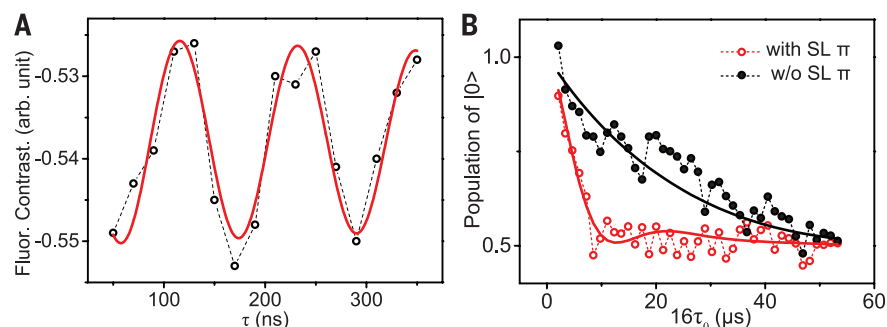 A
Fluor. Contrast. (arb. unit)
-0.53
-0.54
-0.55
100
200
300
τ (ns)
B
Population of |0>
1.0
0.5
with SL π
w/o SL π
0
20
40
60
16τ₀ (μs)